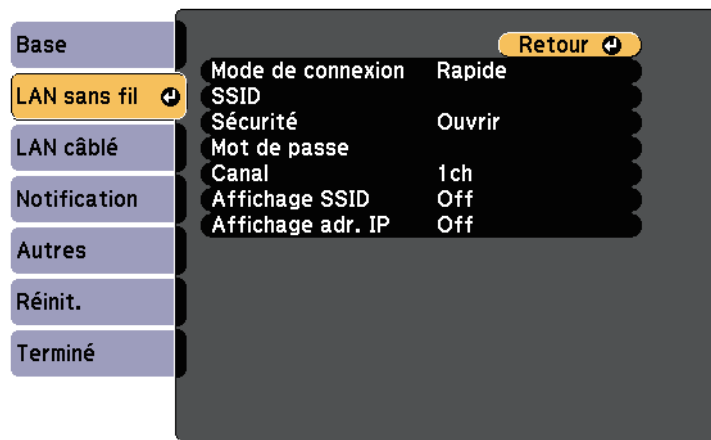 Base
LAN sans fil
LAN câblé
Notification
Autres
Réinit.
Terminé
Retour
Mode de connexion Rapide
SSID
Sécurité Ouvrir
Mot de passe
Canal 1ch
Affichage SSID Off
Affichage adr. IP Off